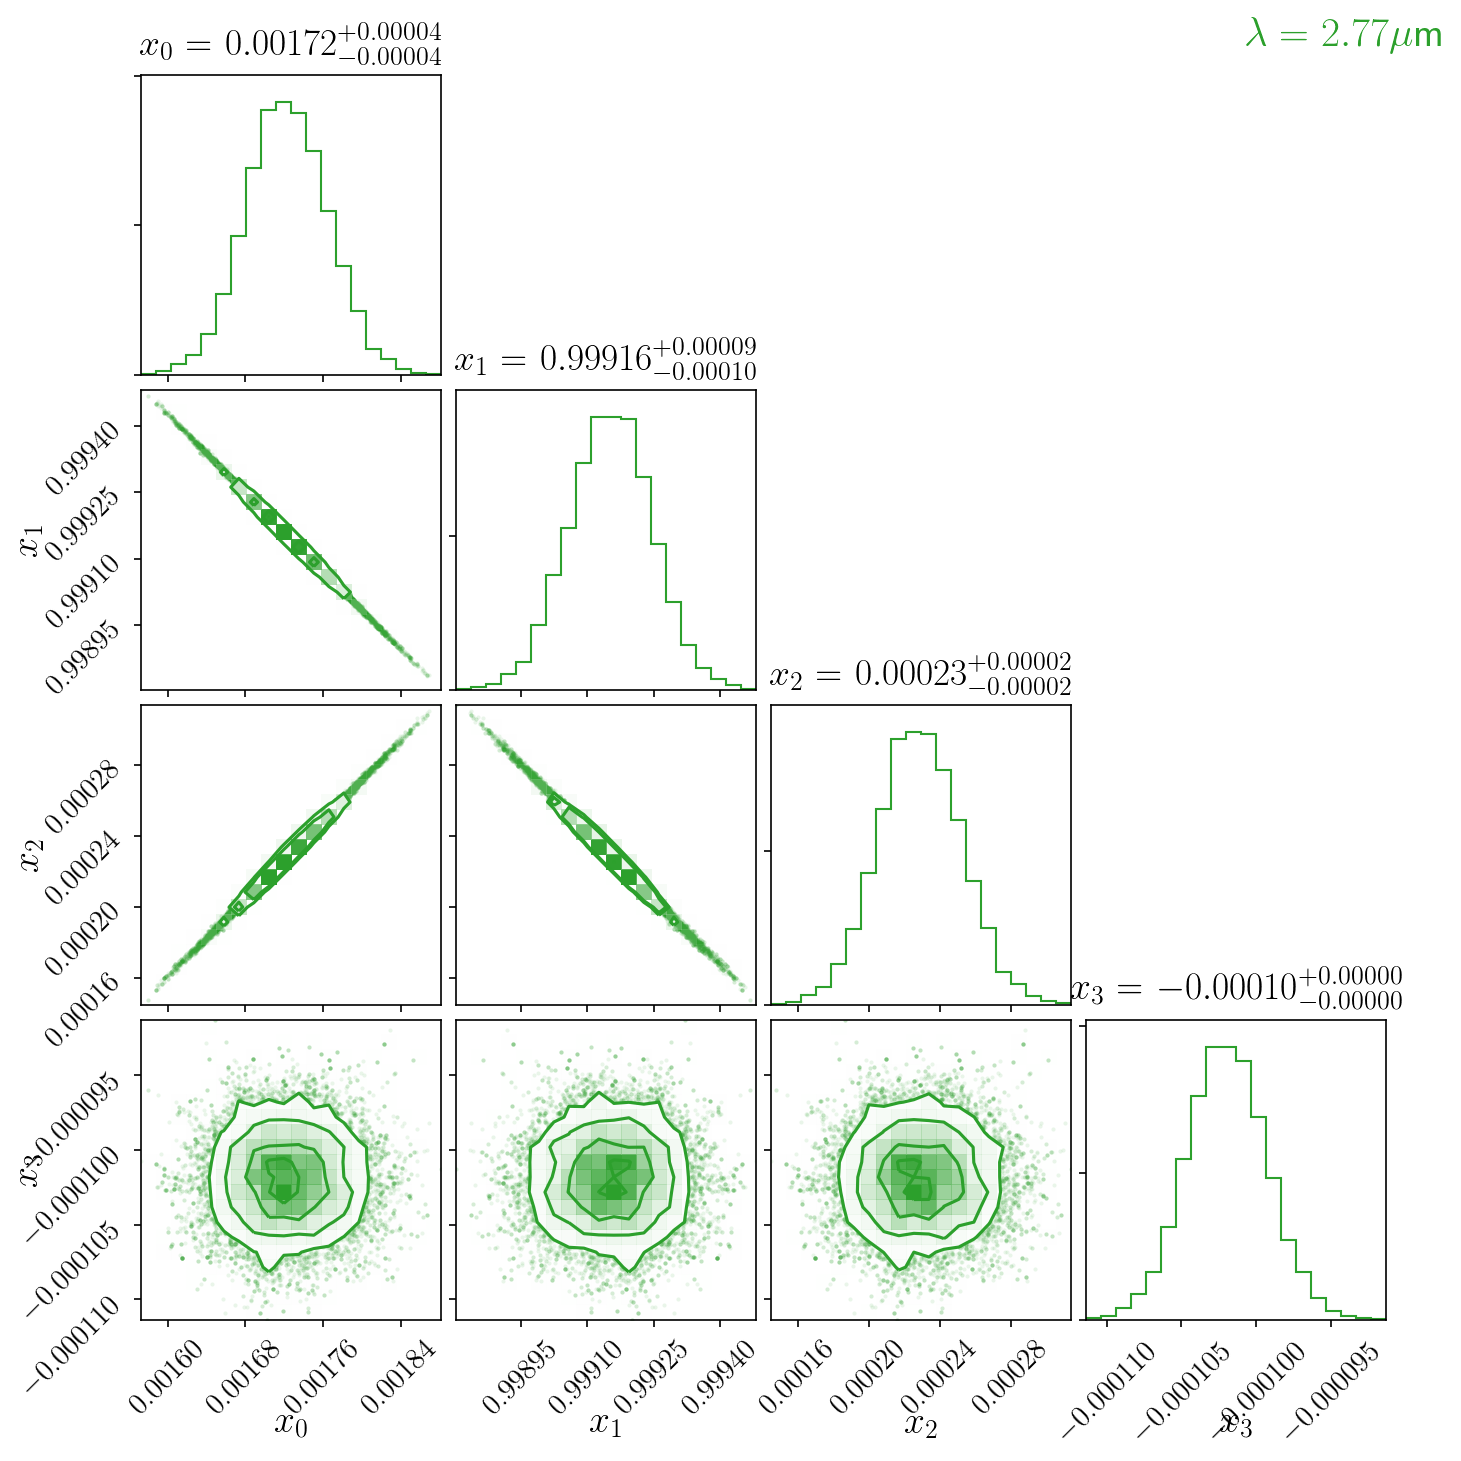 λ = 2.77μm
x₀ = 0.00172⁺⁰·⁰⁰⁰⁰⁴₋₀.₀₀₀₀₄
x₁ = 0.99916⁺⁰·⁰⁰⁰⁰⁹₋₀.₀₀₀₁₀
x₁
0.99940
0.99925
0.99910
0.99895
x₂ = 0.00023⁺⁰·⁰⁰⁰⁰²₋₀.₀₀₀₀₂
x₂
0.00028
0.00024
0.00020
0.00016
x₃ = −0.00010⁺⁰·⁰⁰⁰⁰⁰₋₀.₀₀₀₀₀
x₃
−0.000095
−0.000100
−0.000105
−0.000110
0.00160 0.00168 0.00176 0.00184
0.99895 0.99910 0.99925 0.99940
0.00016 0.00020 0.00024 0.00028
−0.000110 −0.000105 −0.000100 −0.000095
x₀ x₁ x₂ x₃